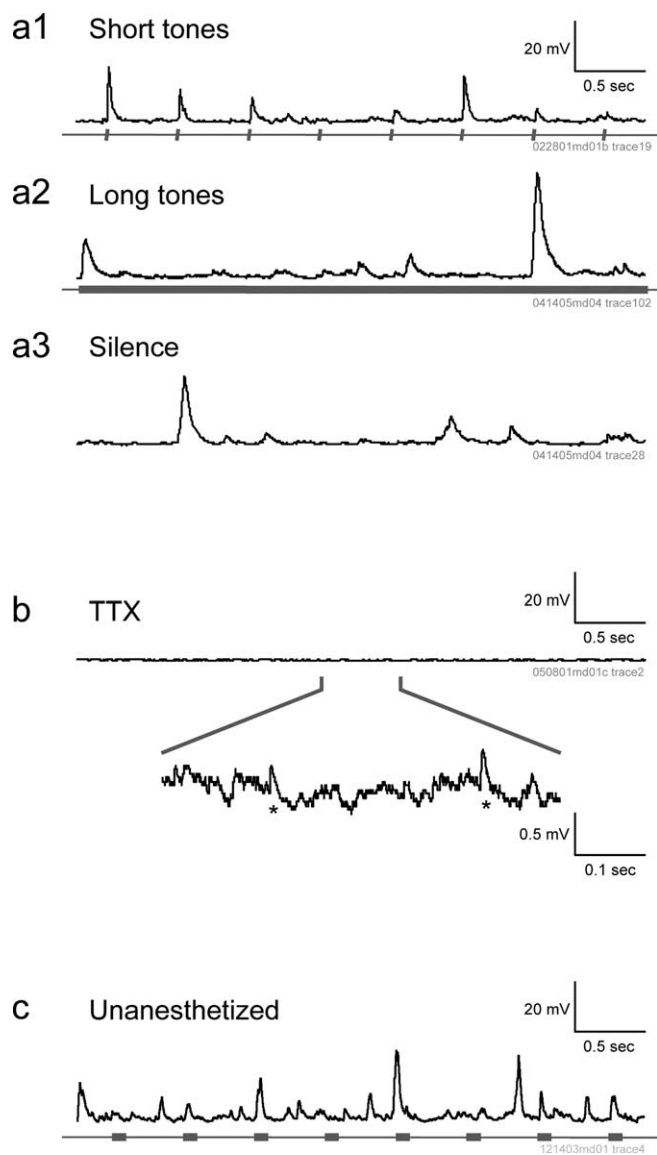 a1 Short tones
20 mV
0.5 sec
022801md01b trace19
a2 Long tones
041405md04 trace102
a3 Silence
041405md04 trace28
b TTX
20 mV
0.5 sec
050801md01c trace2
* *
0.5 mV
0.1 sec
c Unanesthetized
20 mV
0.5 sec
121403md01 trace4